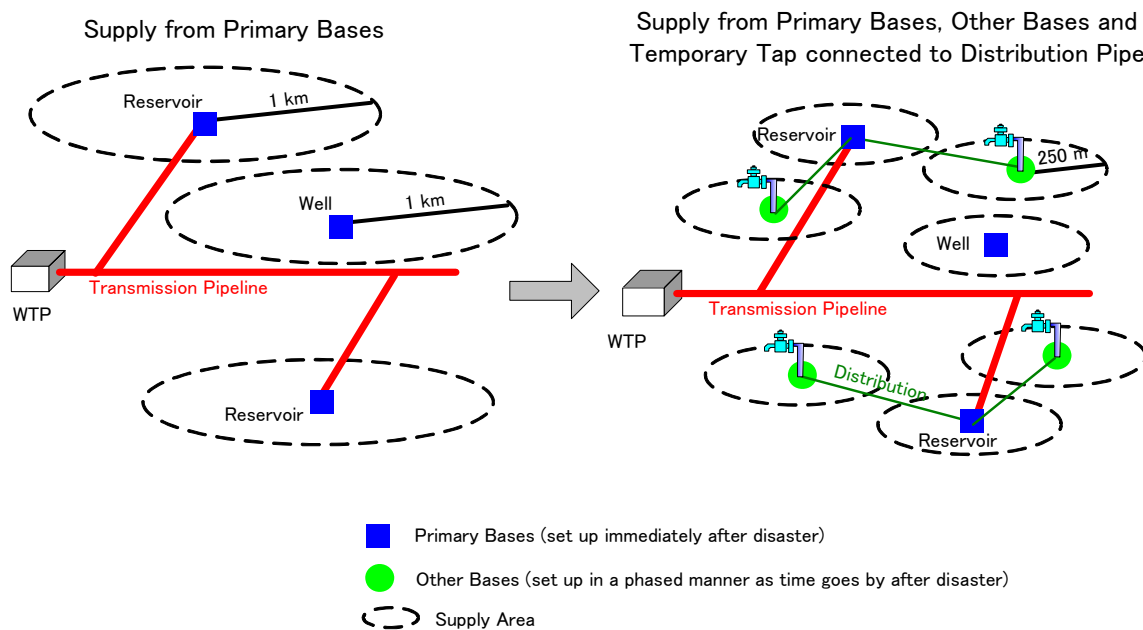 Supply from Primary Bases
Reservoir
1 km
Well
1 km
Transmission Pipeline
WTP
Reservoir
Supply from Primary Bases, Other Bases and
Temporary Tap connected to Distribution Pipe
Reservoir
250 m
Well
WTP
Transmission Pipeline
Distribution
Reservoir
Primary Bases (set up immediately after disaster)
Other Bases (set up in a phased manner as time goes by after disaster)
Supply Area